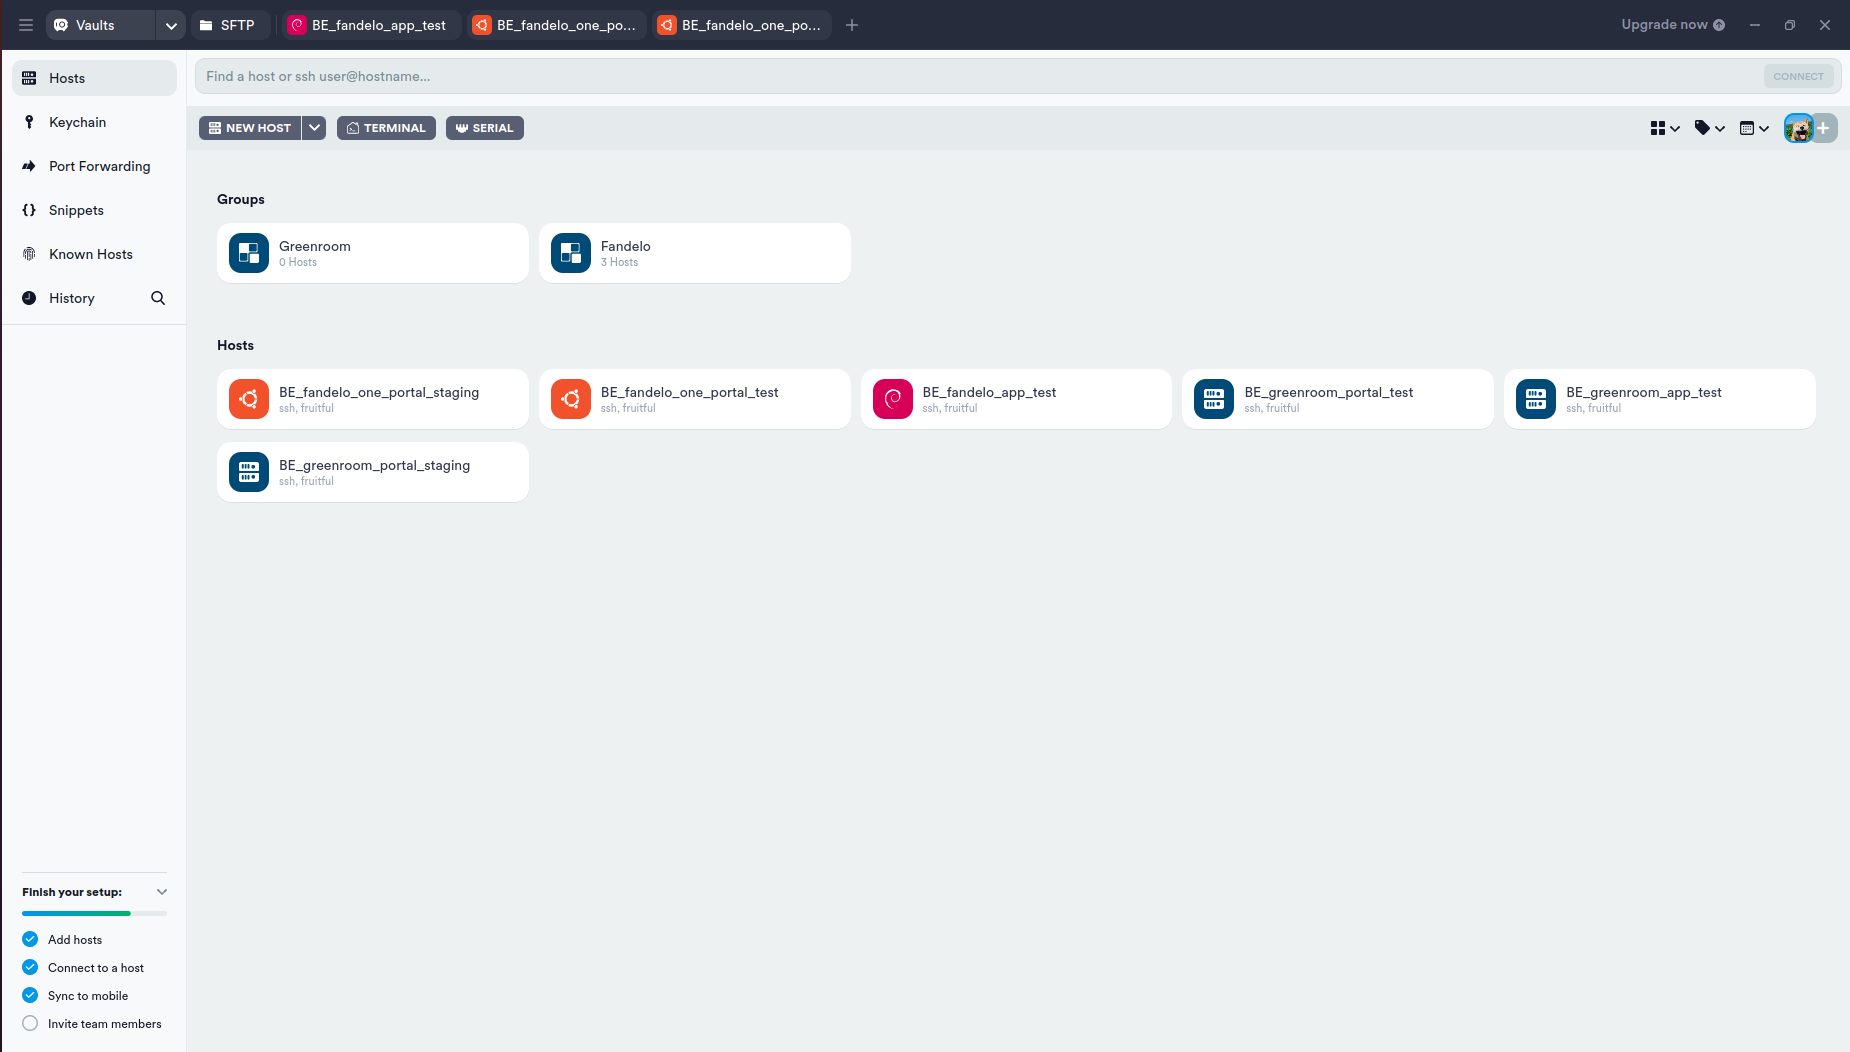 Vaults
SFTP
BE_fandelo_app_test
BE_fandelo_one_po...
BE_fandelo_one_po...
Upgrade now
Hosts
Keychain
Port Forwarding
Snippets
Known Hosts
History
Find a host or ssh user@hostname...
CONNECT
NEW HOST
TERMINAL
SERIAL
Groups
Greenroom
0 Hosts
Fandelo
3 Hosts
Hosts
BE_fandelo_one_portal_staging
ssh, fruitful
BE_fandelo_one_portal_test
ssh, fruitful
BE_fandelo_app_test
ssh, fruitful
BE_greenroom_portal_test
ssh, fruitful
BE_greenroom_app_test
ssh, fruitful
BE_greenroom_portal_staging
ssh, fruitful
Finish your setup:
Add hosts
Connect to a host
Sync to mobile
Invite team members